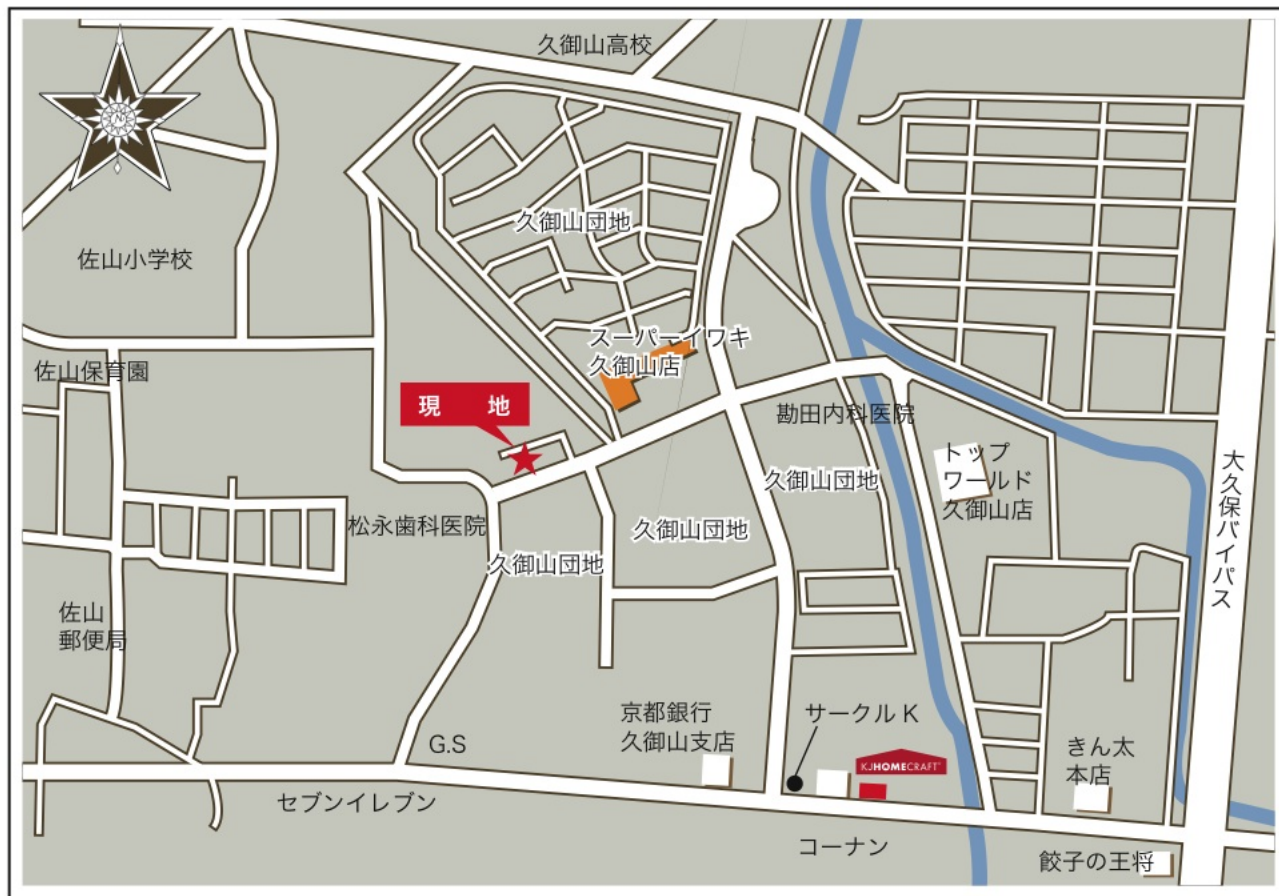 久御山高校
N
久御山団地
佐山小学校
スーパーイワキ
久御山店
佐山保育園
現 地
勘田内科医院
トップ
ワールド
久御山店
大久保バイパス
久御山団地
松永歯科医院
久御山団地
久御山団地
佐山
郵便局
京都銀行
久御山支店
サークル K
G.S
KJHOMECRAFT
きん太
本店
セブンイレブン
コーナン
餃子の王将